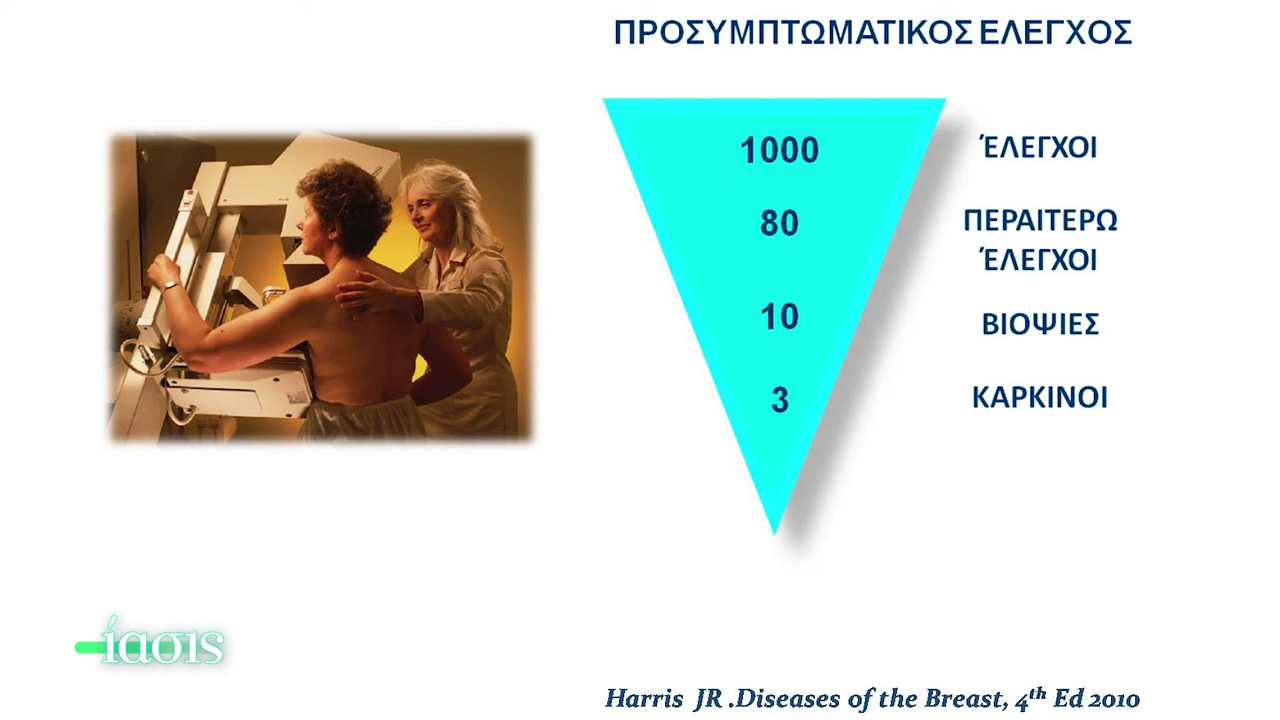 ΠΡΟΣΥΜΠΤΩΜΑΤΙΚΟΣ ΕΛΕΓΧΟΣ
1000 ΈΛΕΓΧΟΙ
80 ΠΕΡΑΙΤΕΡΩ
ΈΛΕΓΧΟΙ
10 ΒΙΟΨΙΕΣ
3 ΚΑΡΚΙΝΟΙ
ίασις
Harris JR .Diseases of the Breast, 4th Ed 2010